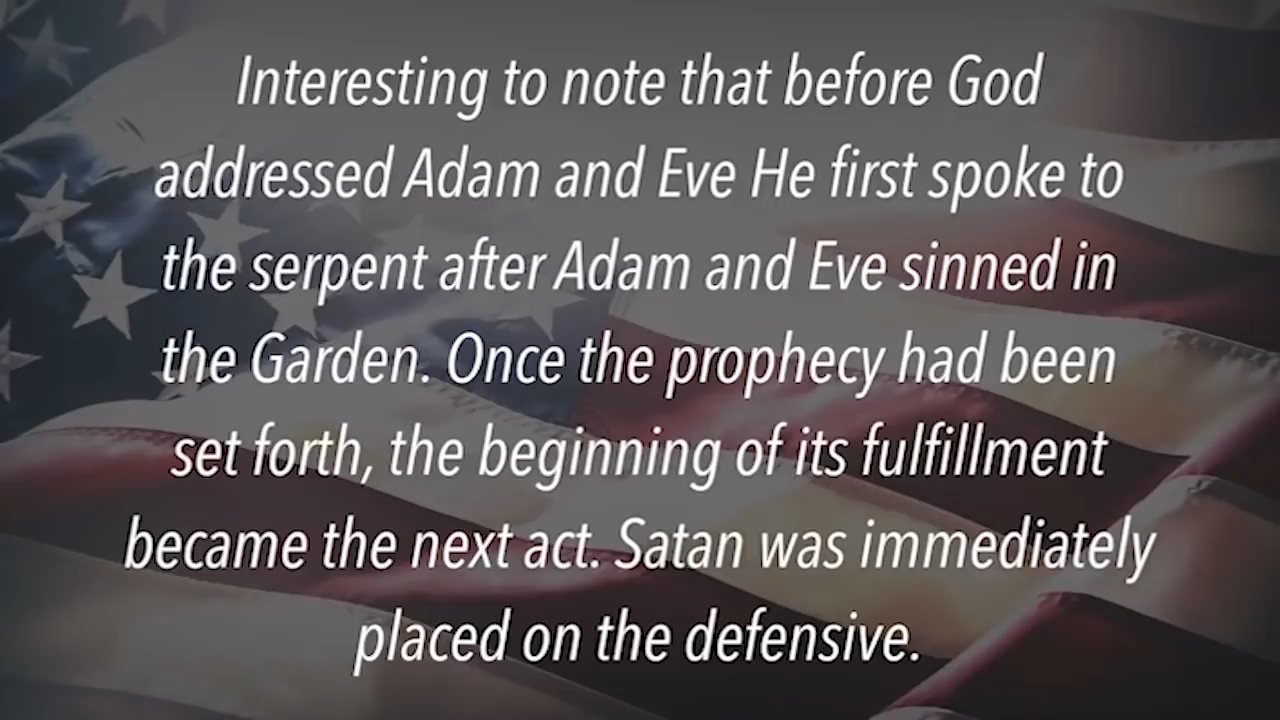 Interesting to note that before God
addressed Adam and Eve He first spoke to
the serpent after Adam and Eve sinned in
the Garden. Once the prophecy had been
set forth, the beginning of its fulfillment
became the next act. Satan was immediately
placed on the defensive.